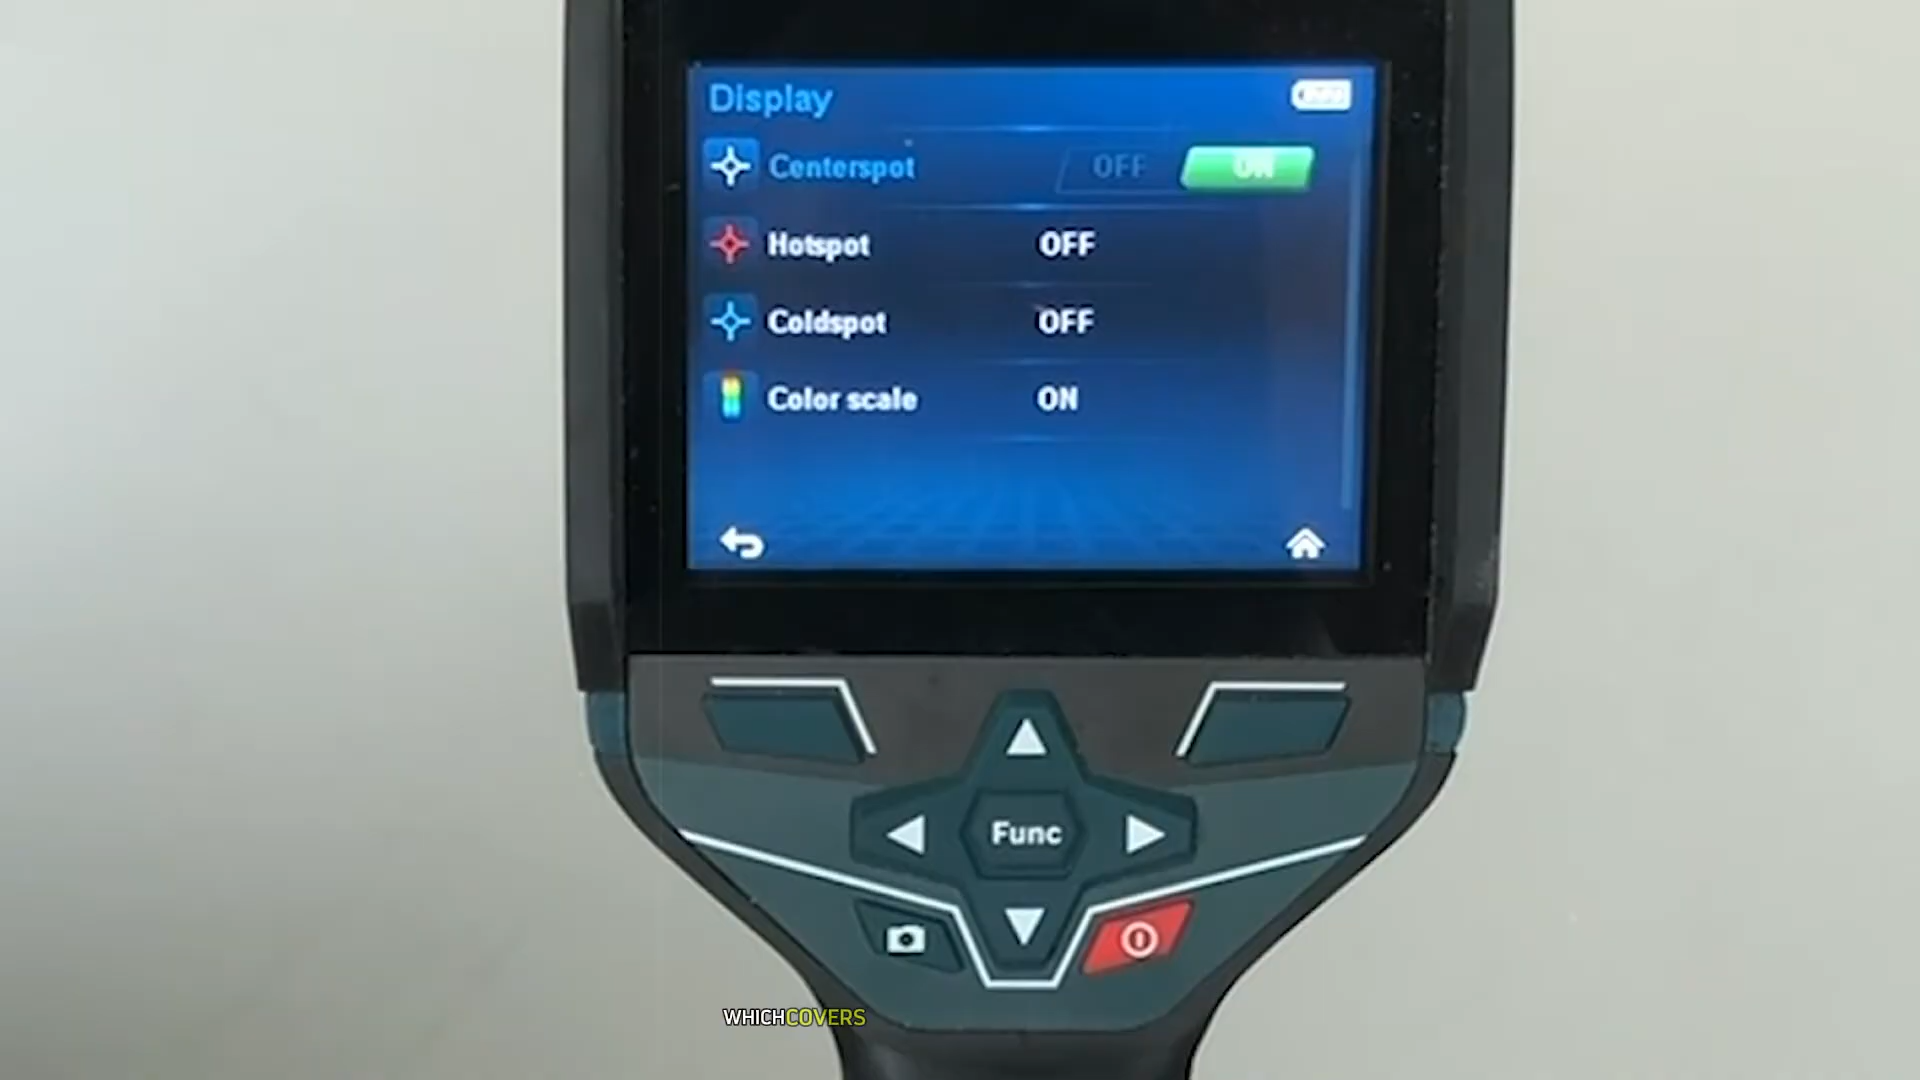 Display
Centerspot OFF ON
Hotspot OFF
Coldspot OFF
Color scale ON
Func
WHICHCOVERS